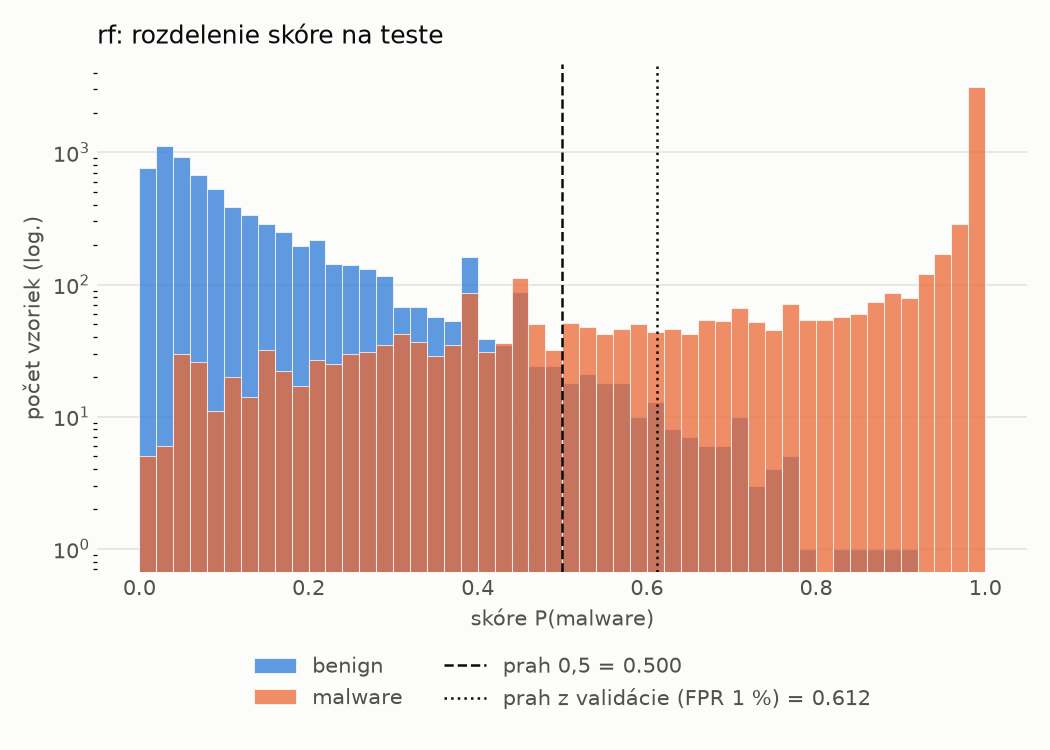 rf: rozdelenie skóre na teste
počet vzoriek (log.)
10³
10²
10¹
10⁰
0.0 0.2 0.4 0.6 0.8 1.0
skóre P(malware)
benign
malware
prah 0,5 = 0.500
prah z validácie (FPR 1 %) = 0.612